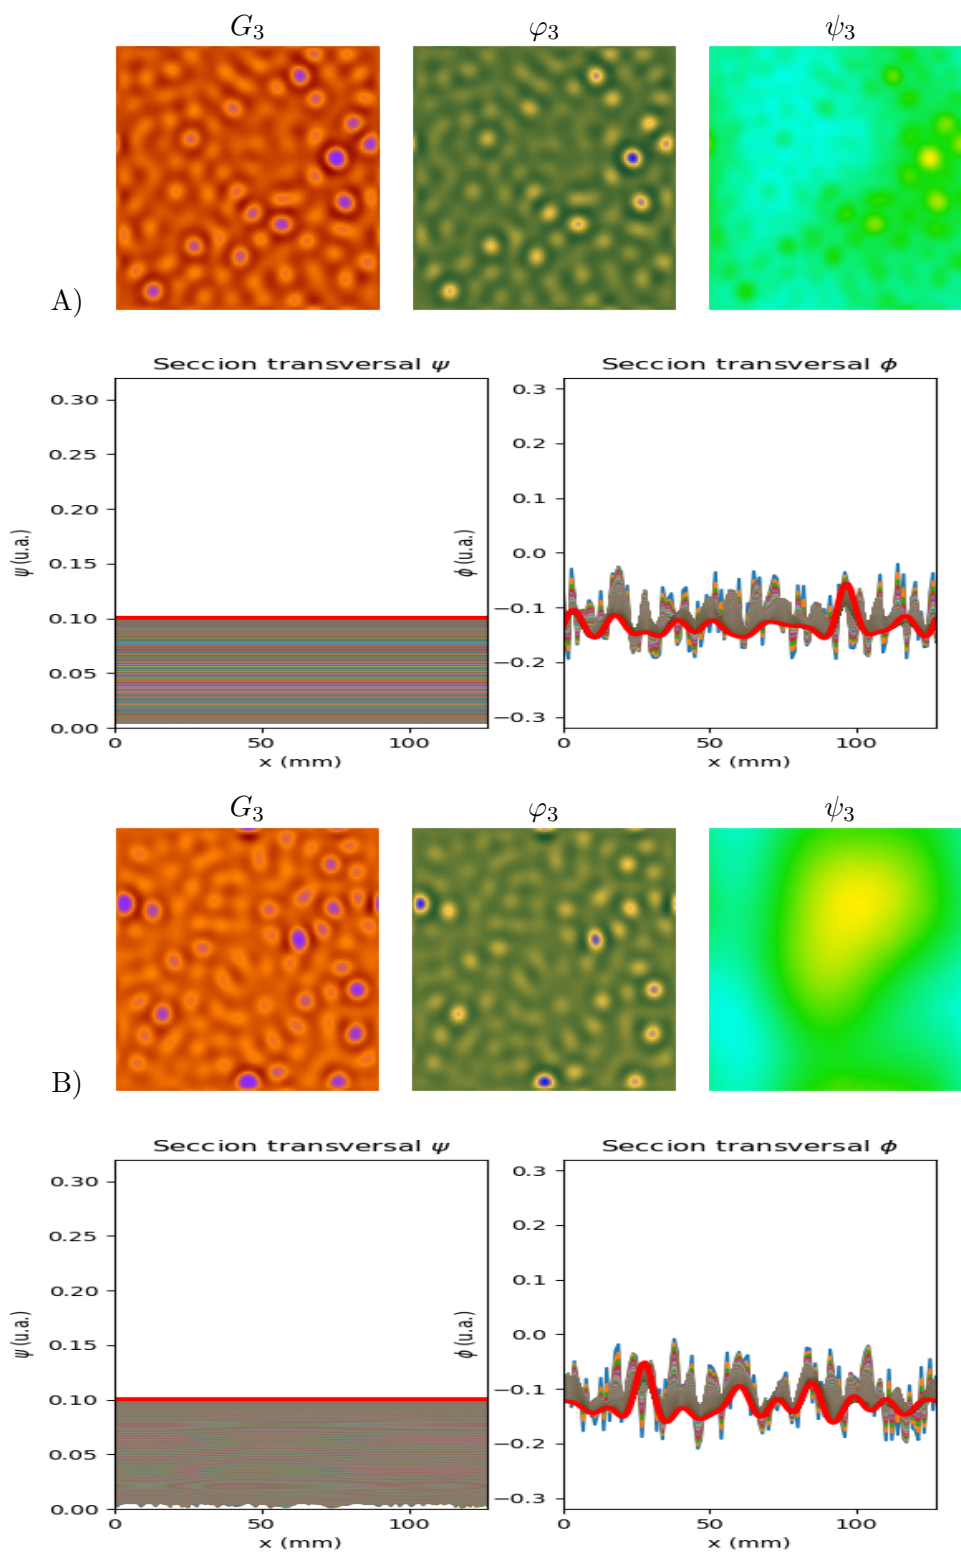 G₃ φ₃ ψ₃
A)
Seccion transversal ψ Seccion transversal ϕ
0.30 0.3
0.25 0.2
0.20 0.1
0.15 0.0
0.10 −0.1
0.05 −0.2
0.00 −0.3
ψ (u.a.) ϕ (u.a.)
0 50 100 0 50 100
x (mm) x (mm)
G₃ φ₃ ψ₃
B)
Seccion transversal ψ Seccion transversal ϕ
0.30 0.3
0.25 0.2
0.20 0.1
0.15 0.0
0.10 −0.1
0.05 −0.2
0.00 −0.3
ψ (u.a.) ϕ (u.a.)
0 50 100 0 50 100
x (mm) x (mm)